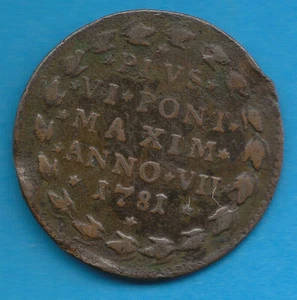 • PIVS •
• VI • PONT •
MAXIM
ANNO • VII
• 1781 •